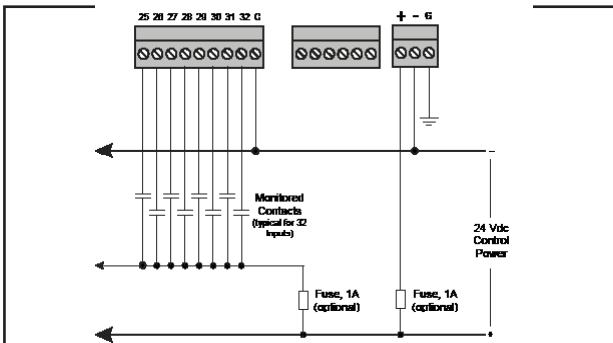 25 26 27 28 29 30 31 32 C
+ - G
Monitored
Contacts
(typical for 32
Inputs)
-
24 Vdc
Control
Power
Fuse, 1A
(optional)
Fuse, 1A
(optional)
+